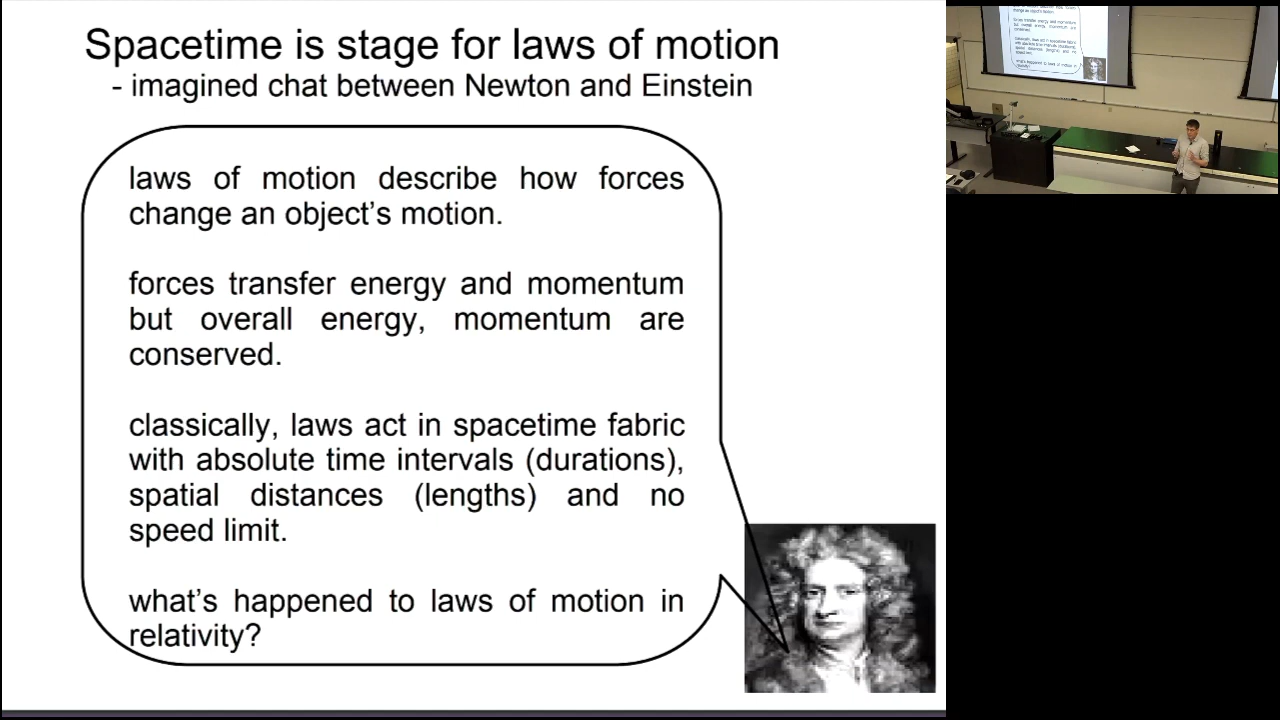 Spacetime is stage for laws of motion
- imagined chat between Newton and Einstein
laws of motion describe how forces
change an object's motion.
forces transfer energy and momentum
but overall energy, momentum are
conserved.
classically, laws act in spacetime fabric
with absolute time intervals (durations),
spatial distances (lengths) and no
speed limit.
what's happened to laws of motion in
relativity?